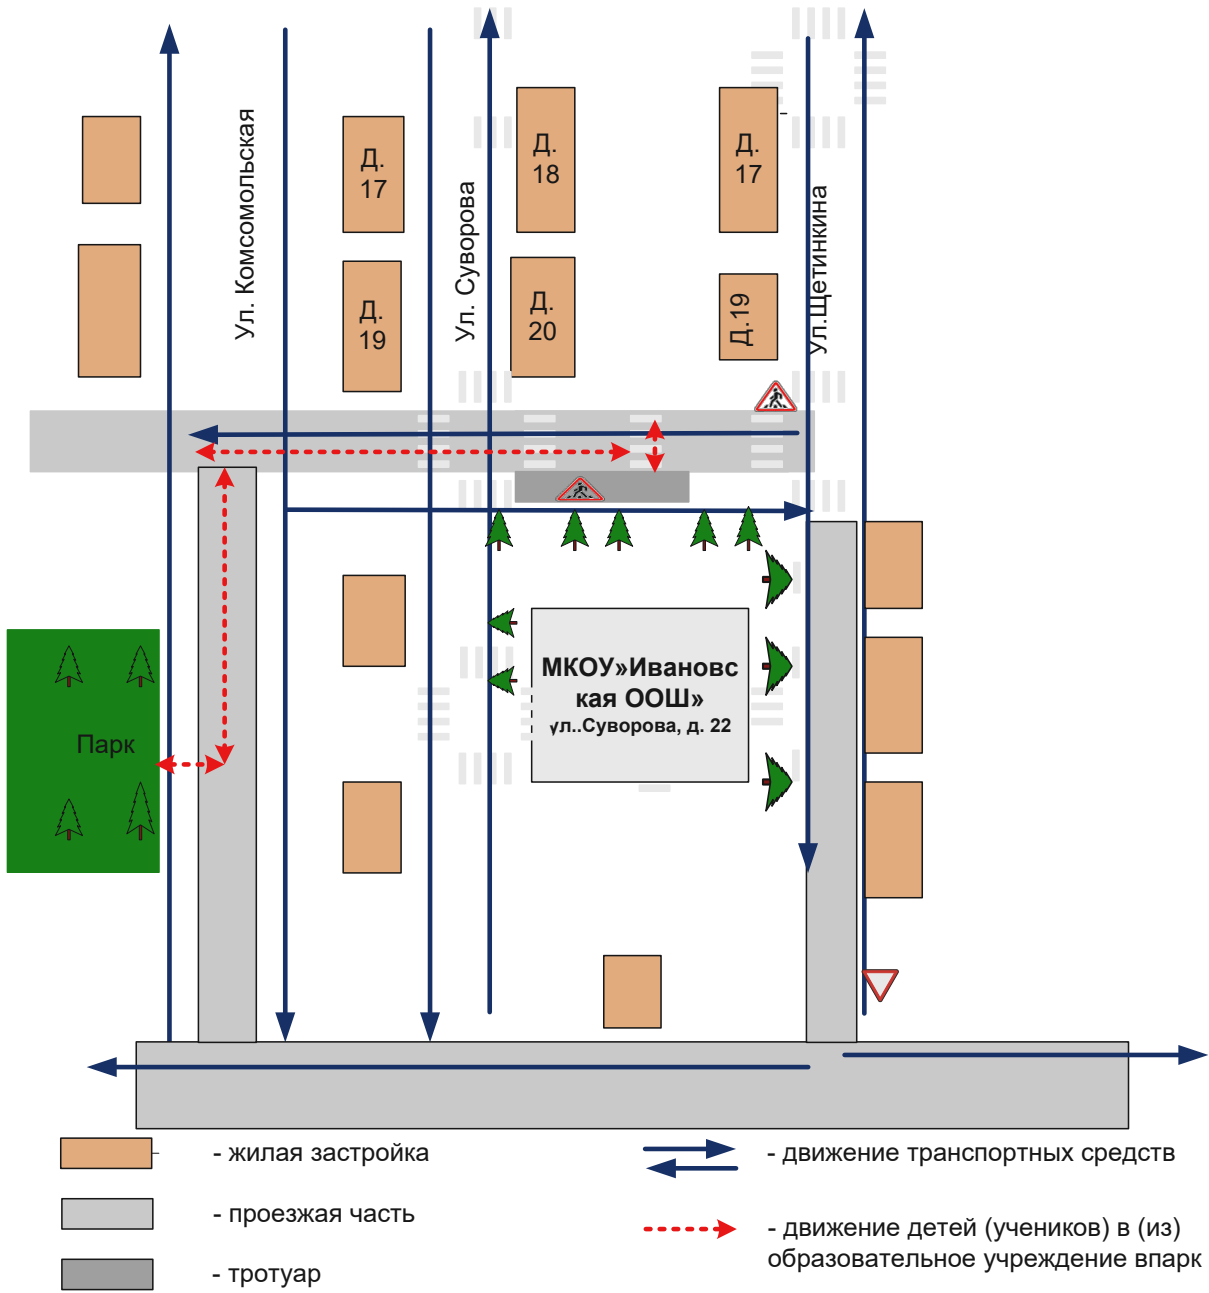 Ул. Комсомольская
Д.
17
Ул. Суворова
Д.
18
Д.
17
Ул.Щетинкина
Д.
19
Д.
20
Д.19
МКОУ»Ивановс
кая ООШ»
ул..Суворова, д. 22
Парк
- жилая застройка
- проезжая часть
- тротуар
- движение транспортных средств
- движение детей (учеников) в (из)
образовательное учреждение впарк